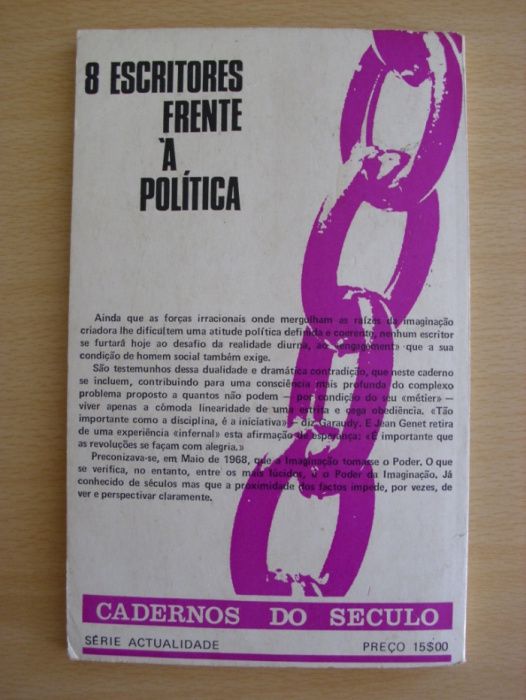 8 ESCRITORES
FRENTE
À
POLÍTICA
Ainda que as forças irracionais onde mergulham as raízes da imaginação
criadora lhe dificultem uma atitude política definida e coerente, nenhum escritor
se furtará hoje ao desafio da realidade diurna, ao «engagement» que a sua
condição de homem social também exige.
São testemunhos dessa dualidade e dramática contradição, que neste caderno
se incluem, contribuindo para uma consciência mais profunda do complexo
problema proposto a quantos não podem — por condição do seu «métier» —
viver apenas a cómoda linearidade de uma estrita e cega obediência. «Tão
importante como a disciplina, é a iniciativa» — diz Garaudy. E Jean Genet retira
de uma experiência «infernal» esta afirmação de esperança: «É importante que
as revoluções se façam com alegria.»
Preconizava-se, em Maio de 1968, que a Imaginação tomasse o Poder. O que
se verifica, no entanto, entre os mais lúcidos, é o Poder da Imaginação. Já
conhecido de séculos mas que a proximidade dos factos impede, por vezes, de
ver e perspectivar claramente.
CADERNOS DO SECULO
SÉRIE ACTUALIDADE PREÇO 15$00